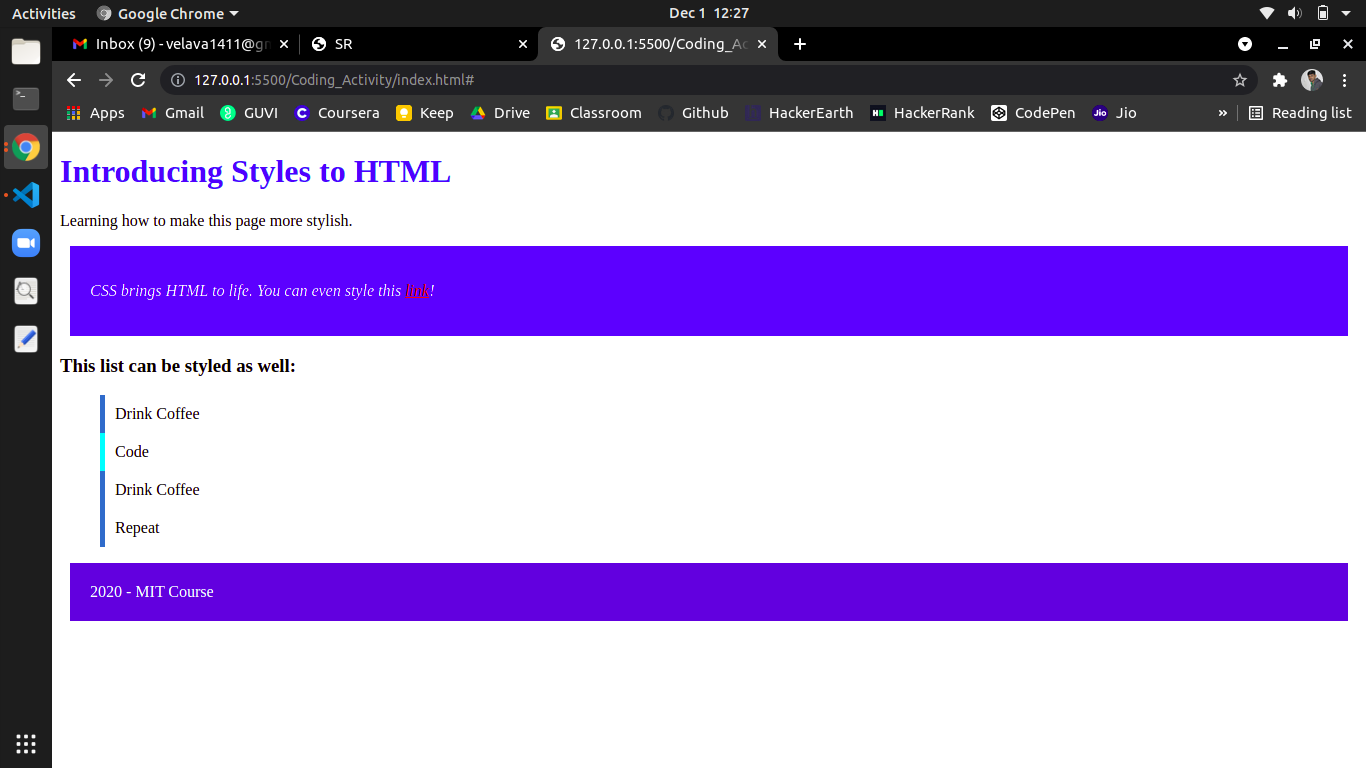 Activities Google Chrome Dec 1 12:27
Inbox (9) - velava1411@gm SR 127.0.0.1:5500/Coding_Ac
127.0.0.1:5500/Coding_Activity/index.html#
Apps Gmail GUVI Coursera Keep Drive Classroom Github HackerEarth HackerRank CodePen Jio Jio » Reading list
Introducing Styles to HTML
Learning how to make this page more stylish.
CSS brings HTML to life. You can even style this link!
This list can be styled as well:
Drink Coffee
Code
Drink Coffee
Repeat
2020 - MIT Course